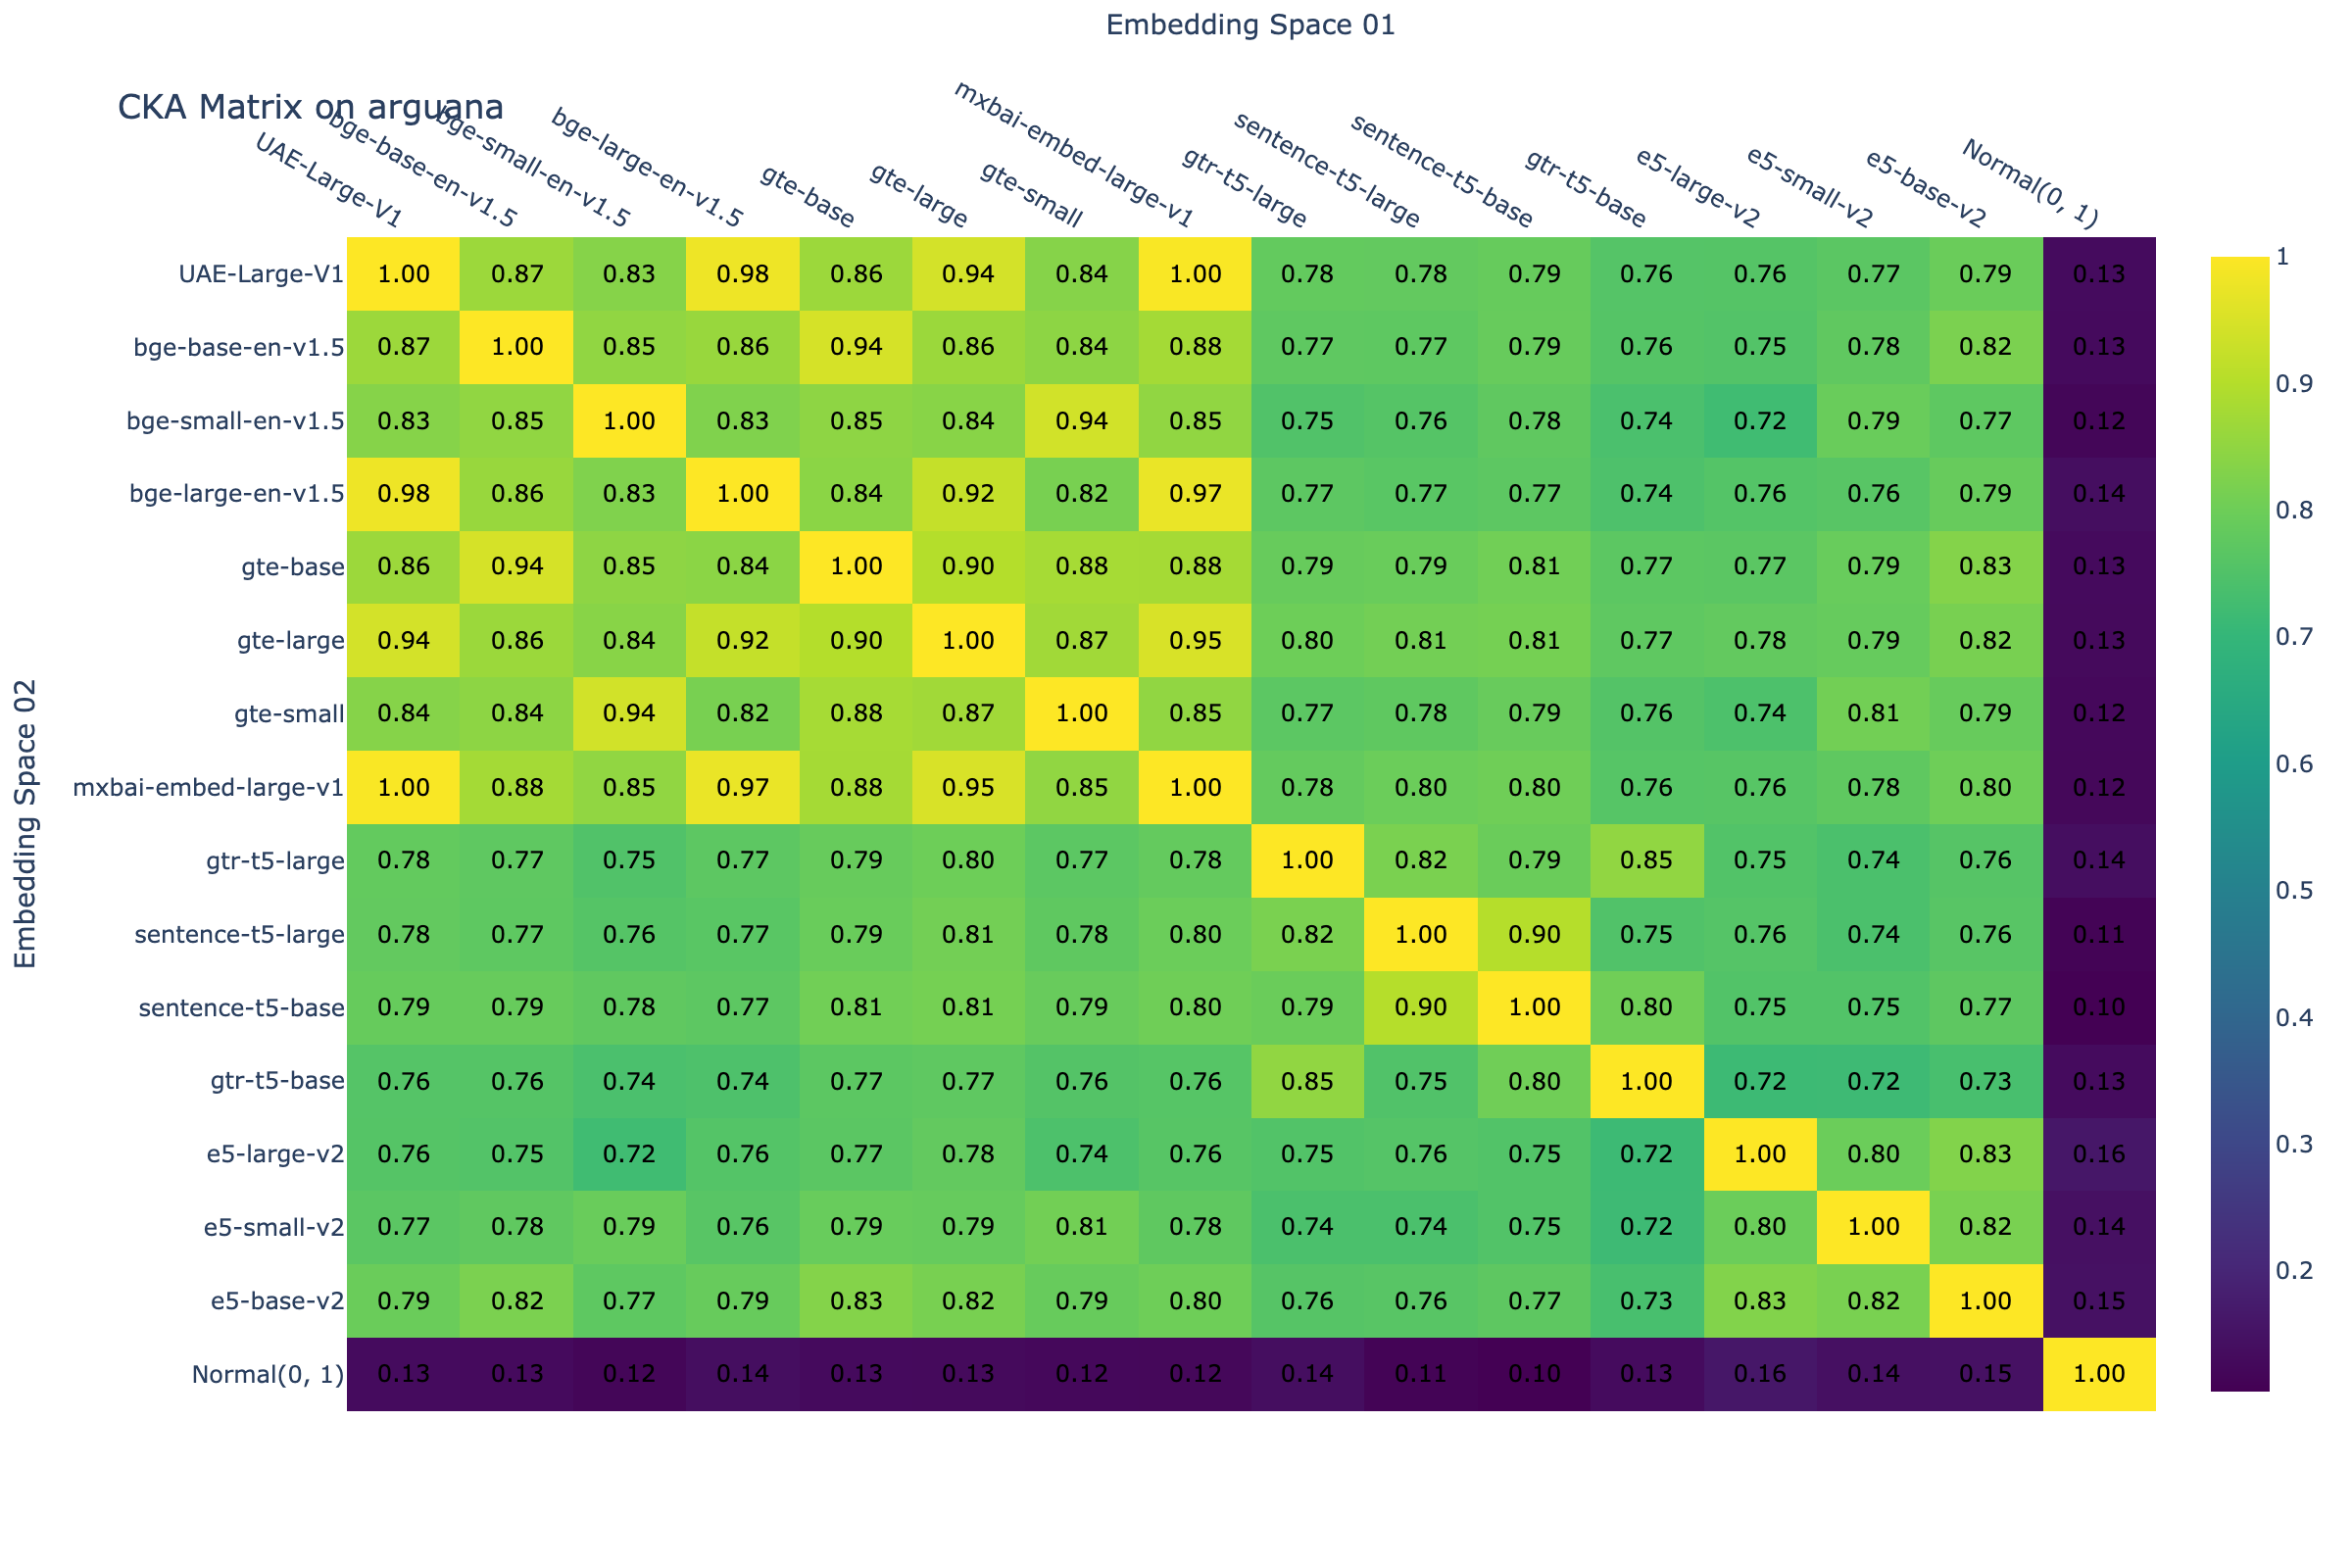 Embedding Space 01
CKA Matrix on arguana
UAE-Large-V1
bge-base-en-v1.5
bge-small-en-v1.5
bge-large-en-v1.5
gte-base
gte-large
gte-small
mxbai-embed-large-v1
gtr-t5-large
sentence-t5-large
sentence-t5-base
gtr-t5-base
e5-large-v2
e5-small-v2
e5-base-v2
Normal(0, 1)
UAE-Large-V1 1.00 0.87 0.83 0.98 0.86 0.94 0.84 1.00 0.78 0.78 0.79 0.76 0.76 0.77 0.79 0.13
bge-base-en-v1.5 0.87 1.00 0.85 0.86 0.94 0.86 0.84 0.88 0.77 0.77 0.79 0.76 0.75 0.78 0.82 0.13
bge-small-en-v1.5 0.83 0.85 1.00 0.83 0.85 0.84 0.94 0.85 0.75 0.76 0.78 0.74 0.72 0.79 0.77 0.12
bge-large-en-v1.5 0.98 0.86 0.83 1.00 0.84 0.92 0.82 0.97 0.77 0.77 0.77 0.74 0.76 0.76 0.79 0.14
gte-base 0.86 0.94 0.85 0.84 1.00 0.90 0.88 0.88 0.79 0.79 0.81 0.77 0.77 0.79 0.83 0.13
gte-large 0.94 0.86 0.84 0.92 0.90 1.00 0.87 0.95 0.80 0.81 0.81 0.77 0.78 0.79 0.82 0.13
gte-small 0.84 0.84 0.94 0.82 0.88 0.87 1.00 0.85 0.77 0.78 0.79 0.76 0.74 0.81 0.79 0.12
mxbai-embed-large-v1 1.00 0.88 0.85 0.97 0.88 0.95 0.85 1.00 0.78 0.80 0.80 0.76 0.76 0.78 0.80 0.12
gtr-t5-large 0.78 0.77 0.75 0.77 0.79 0.80 0.77 0.78 1.00 0.82 0.79 0.85 0.75 0.74 0.76 0.14
sentence-t5-large 0.78 0.77 0.76 0.77 0.79 0.81 0.78 0.80 0.82 1.00 0.90 0.75 0.76 0.74 0.76 0.11
sentence-t5-base 0.79 0.79 0.78 0.77 0.81 0.81 0.79 0.80 0.79 0.90 1.00 0.80 0.75 0.75 0.77 0.10
gtr-t5-base 0.76 0.76 0.74 0.74 0.77 0.77 0.76 0.76 0.85 0.75 0.80 1.00 0.72 0.72 0.73 0.13
e5-large-v2 0.76 0.75 0.72 0.76 0.77 0.78 0.74 0.76 0.75 0.76 0.75 0.72 1.00 0.80 0.83 0.16
e5-small-v2 0.77 0.78 0.79 0.76 0.79 0.79 0.81 0.78 0.74 0.74 0.75 0.72 0.80 1.00 0.82 0.14
e5-base-v2 0.79 0.82 0.77 0.79 0.83 0.82 0.79 0.80 0.76 0.76 0.77 0.73 0.83 0.82 1.00 0.15
Normal(0, 1) 0.13 0.13 0.12 0.14 0.13 0.13 0.12 0.12 0.14 0.11 0.10 0.13 0.16 0.14 0.15 1.00
Embedding Space 02
1
0.9
0.8
0.7
0.6
0.5
0.4
0.3
0.2